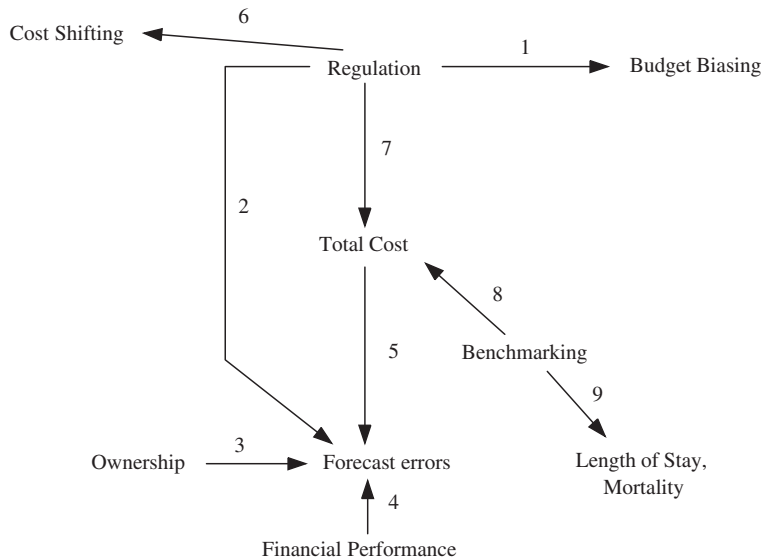 6
Cost Shifting
1
Regulation
Budget Biasing
7
2
Total Cost
8
5
Benchmarking
9
3
Ownership
Forecast errors
Length of Stay,
Mortality
4
Financial Performance